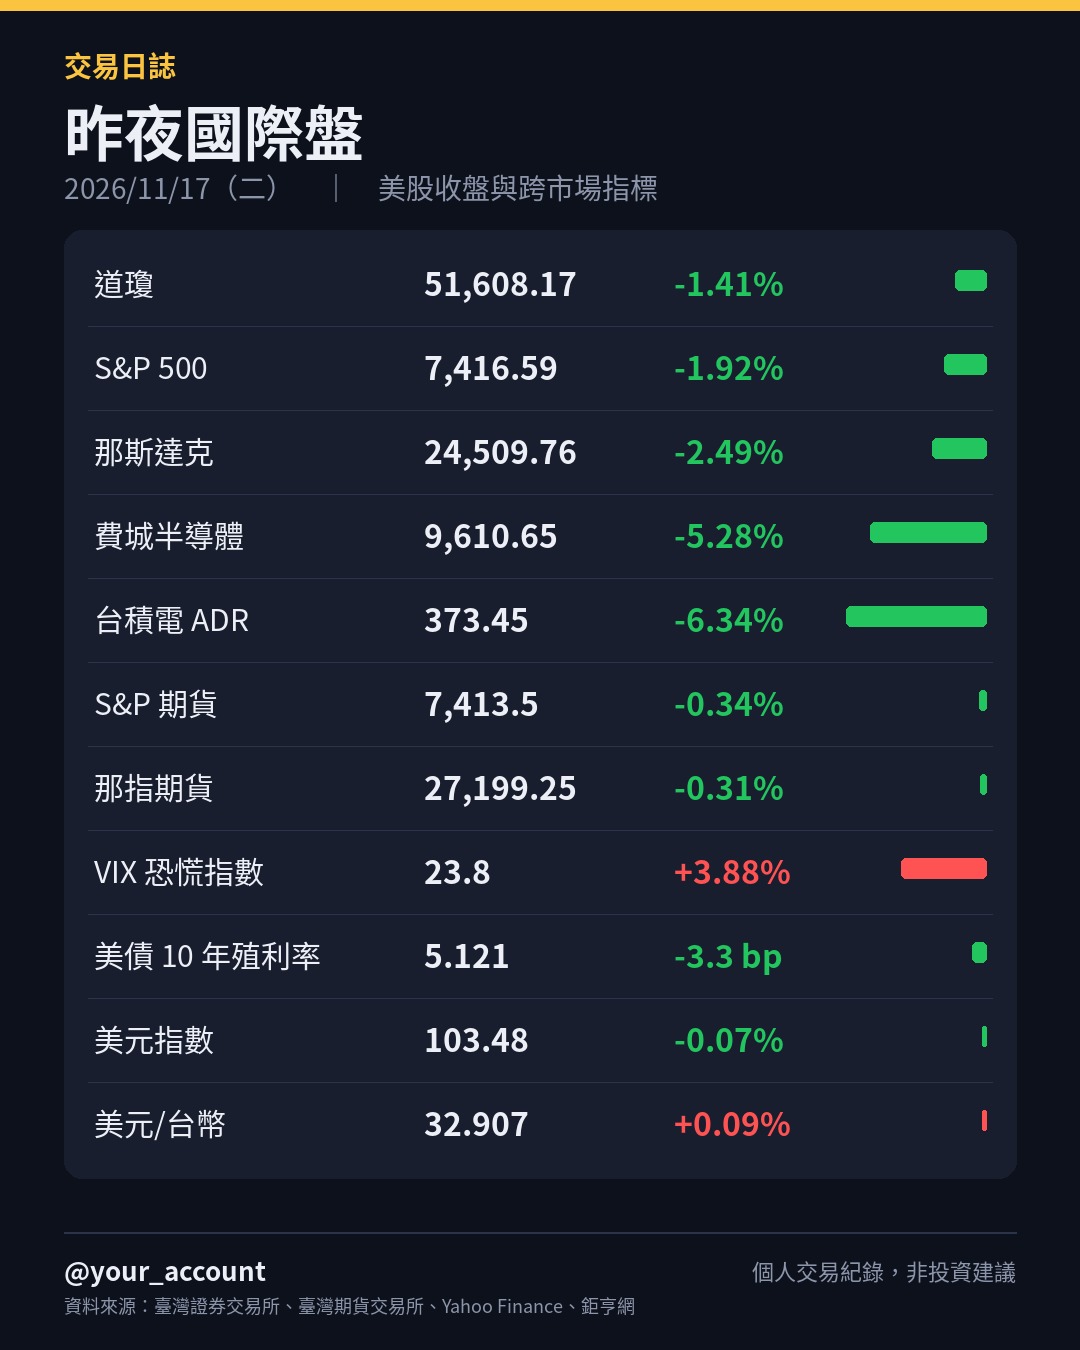 交易日誌
昨夜國際盤
2026/11/17（二） ｜ 美股收盤與跨市場指標
道瓊 51,608.17 -1.41%
S&P 500 7,416.59 -1.92%
那斯達克 24,509.76 -2.49%
費城半導體 9,610.65 -5.28%
台積電 ADR 373.45 -6.34%
S&P 期貨 7,413.5 -0.34%
那指期貨 27,199.25 -0.31%
VIX 恐慌指數 23.8 +3.88%
美債 10 年殖利率 5.121 -3.3 bp
美元指數 103.48 -0.07%
美元/台幣 32.907 +0.09%
@your_account 個人交易紀錄，非投資建議
資料來源：臺灣證券交易所、臺灣期貨交易所、Yahoo Finance、鉅亨網